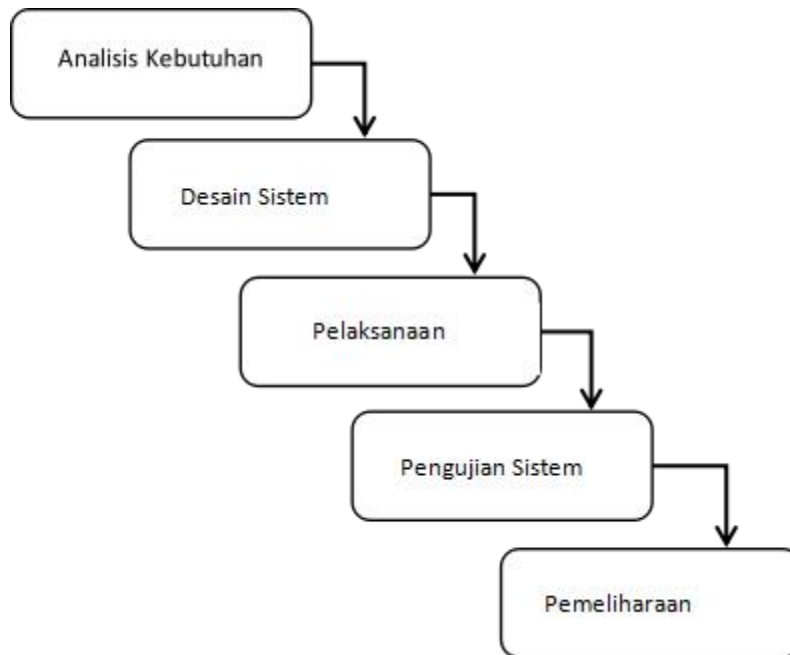 Analisis Kebutuhan
Desain Sistem
Pelaksanaan
Pengujian Sistem
Pemeliharaan